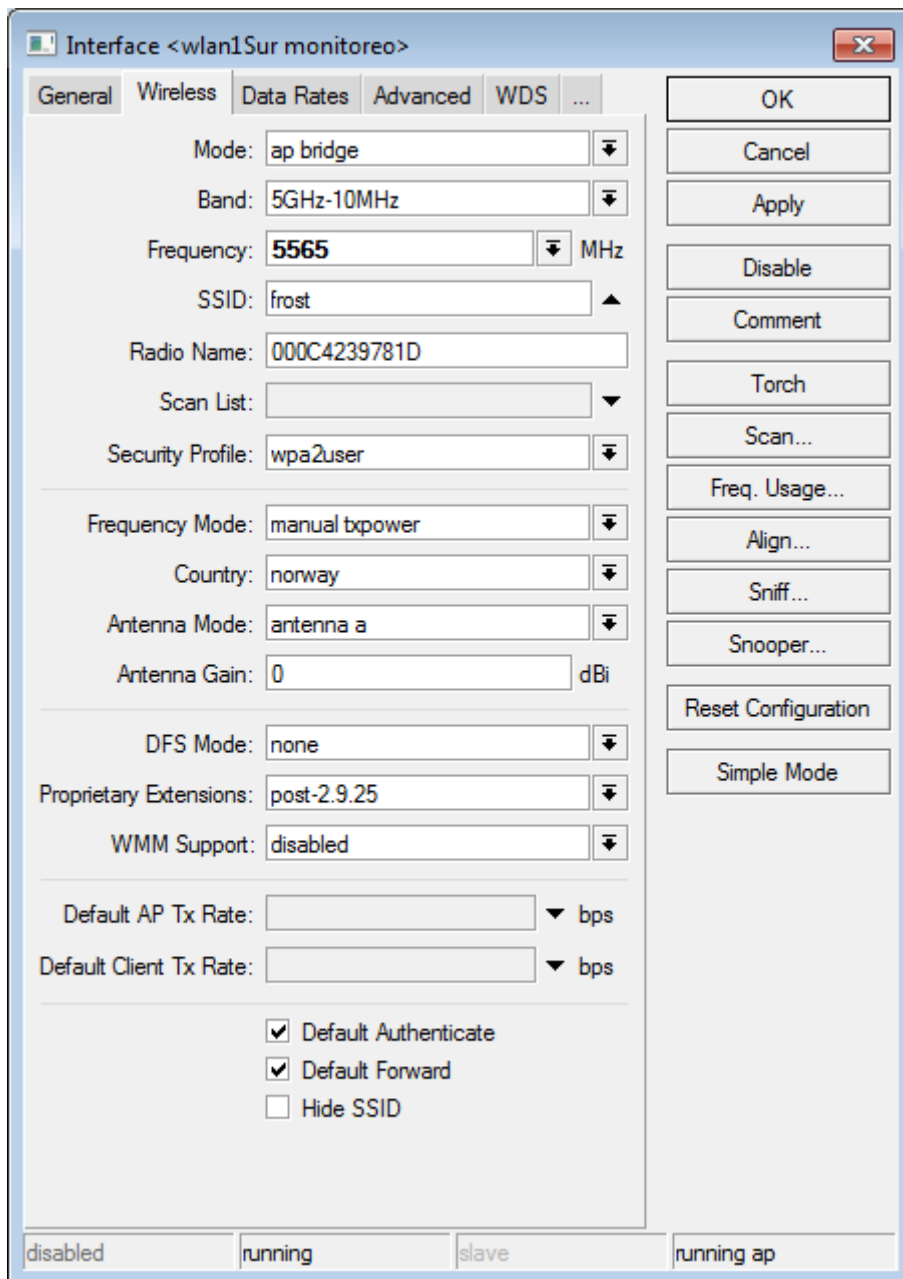 Interface <wlan1Sur monitoreo>
General Wireless Data Rates Advanced WDS ...
Mode: ap bridge
Band: 5GHz-10MHz
Frequency: 5565 MHz
SSID: frost
Radio Name: 000C4239781D
Scan List:
Security Profile: wpa2user
Frequency Mode: manual txpower
Country: norway
Antenna Mode: antenna a
Antenna Gain: 0 dBi
DFS Mode: none
Proprietary Extensions: post-2.9.25
WMM Support: disabled
Default AP Tx Rate: bps
Default Client Tx Rate: bps
Default Authenticate
Default Forward
Hide SSID
OK
Cancel
Apply
Disable
Comment
Torch
Scan...
Freq. Usage...
Align...
Sniff...
Snooper...
Reset Configuration
Simple Mode
disabled running slave running ap